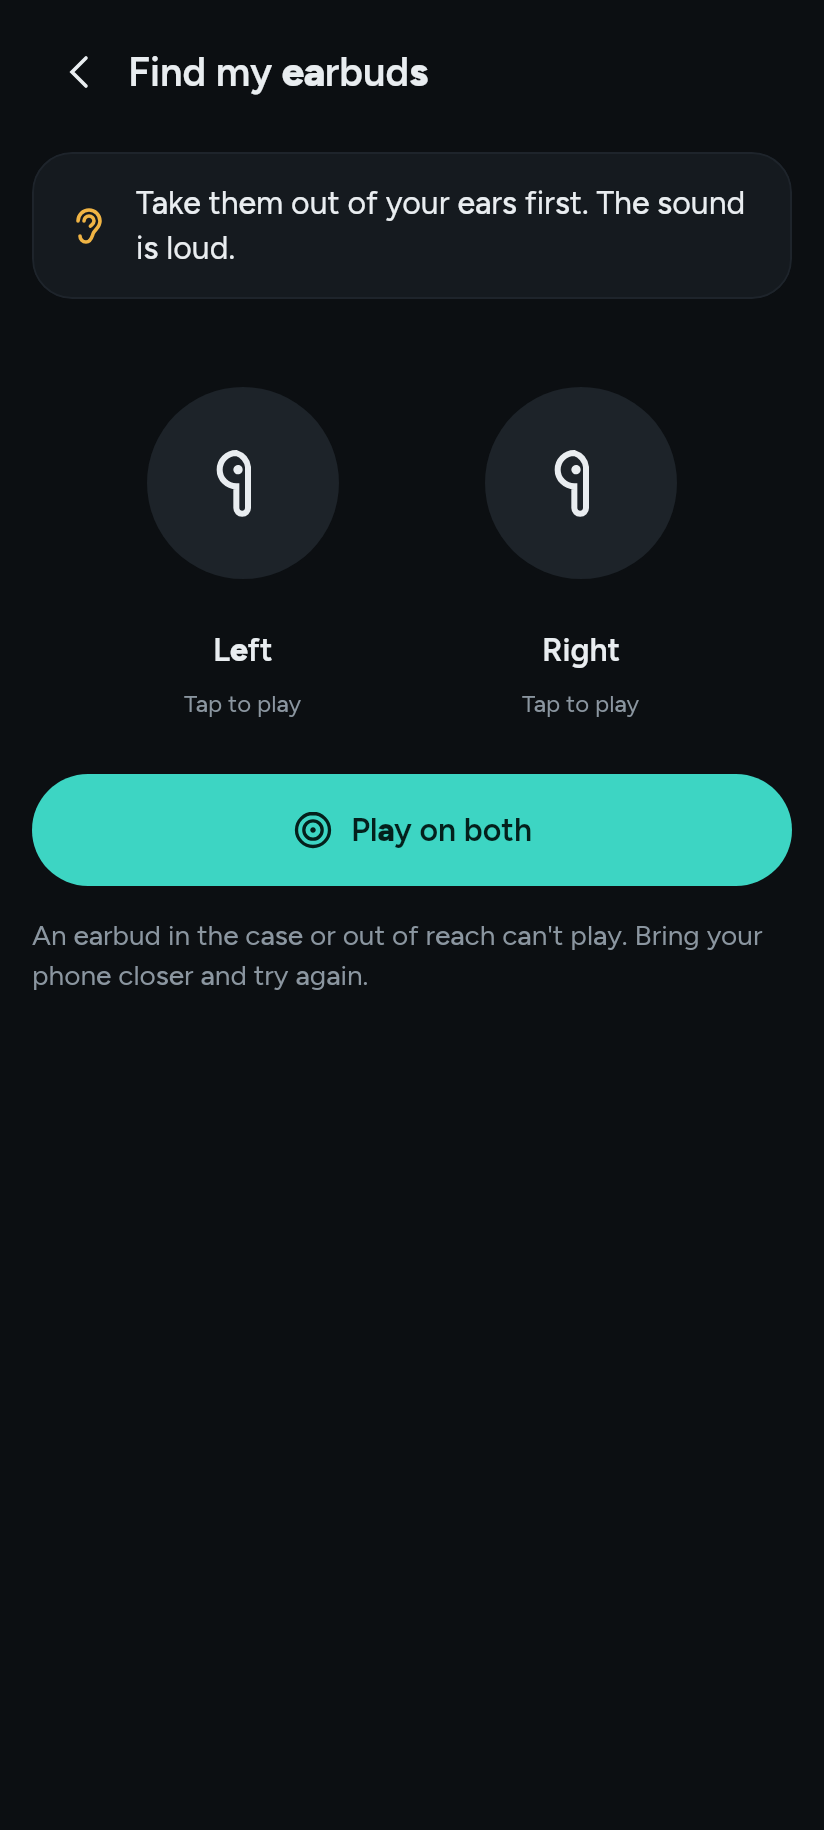 Find my earbuds
Take them out of your ears first. The sound
is loud.
Left
Right
Tap to play
Tap to play
Play on both
An earbud in the case or out of reach can't play. Bring your
phone closer and try again.